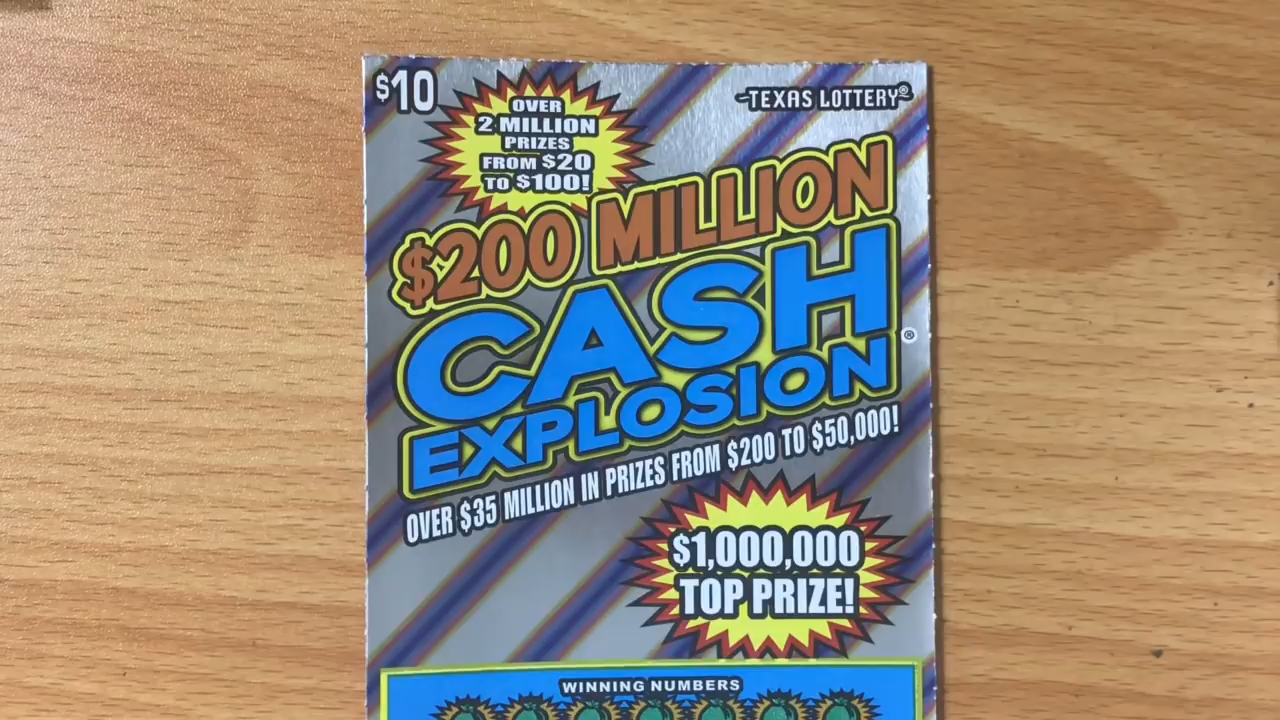 $10
OVER
2 MILLION
PRIZES
FROM $20
TO $100!
TEXAS LOTTERY®
$200 MILLION
CASH
EXPLOSION®
OVER $35 MILLION IN PRIZES FROM $200 TO $50,000!
$1,000,000
TOP PRIZE!
WINNING NUMBERS